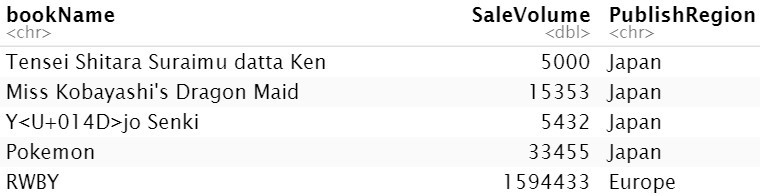 bookName SaleVolume PublishRegion
<chr> <dbl> <chr>
Tensei Shitara Suraimu datta Ken 5000 Japan
Miss Kobayashi's Dragon Maid 15353 Japan
Y<U+014D>jo Senki 5432 Japan
Pokemon 33455 Japan
RWBY 1594433 Europe